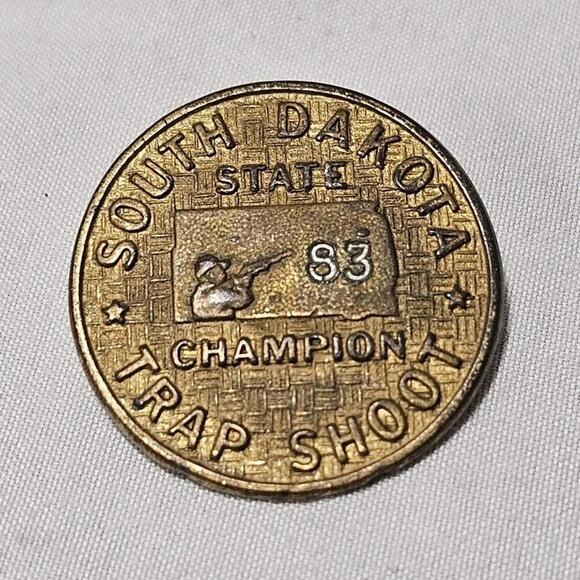 SOUTH DAKOTA
STATE
83
CHAMPION
TRAP SHOOT